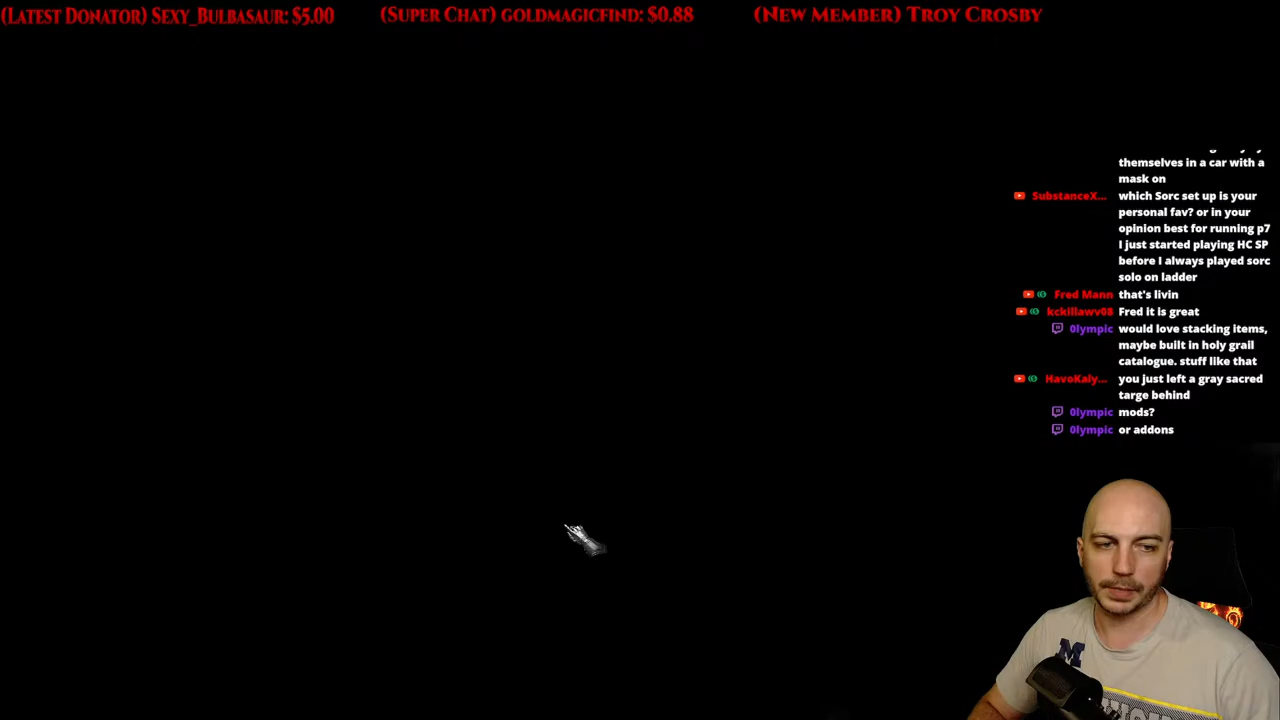 (Latest Donator) Sexy_Bulbasaur: $5.00
(Super Chat) goldmagicfind: $0.88
(New Member) Troy Crosby
themselves in a car with a
mask on
SubstanceX... which Sorc set up is your
personal fav? or in your
opinion best for running p7
I just started playing HC SP
before I always played sorc
solo on ladder
Fred Mann that's livin
kckillawv08 Fred it is great
0lympic would love stacking items,
maybe built in holy grail
catalogue. stuff like that
HavoKaly... you just left a gray sacred
targe behind
0lympic mods?
0lympic or addons
M